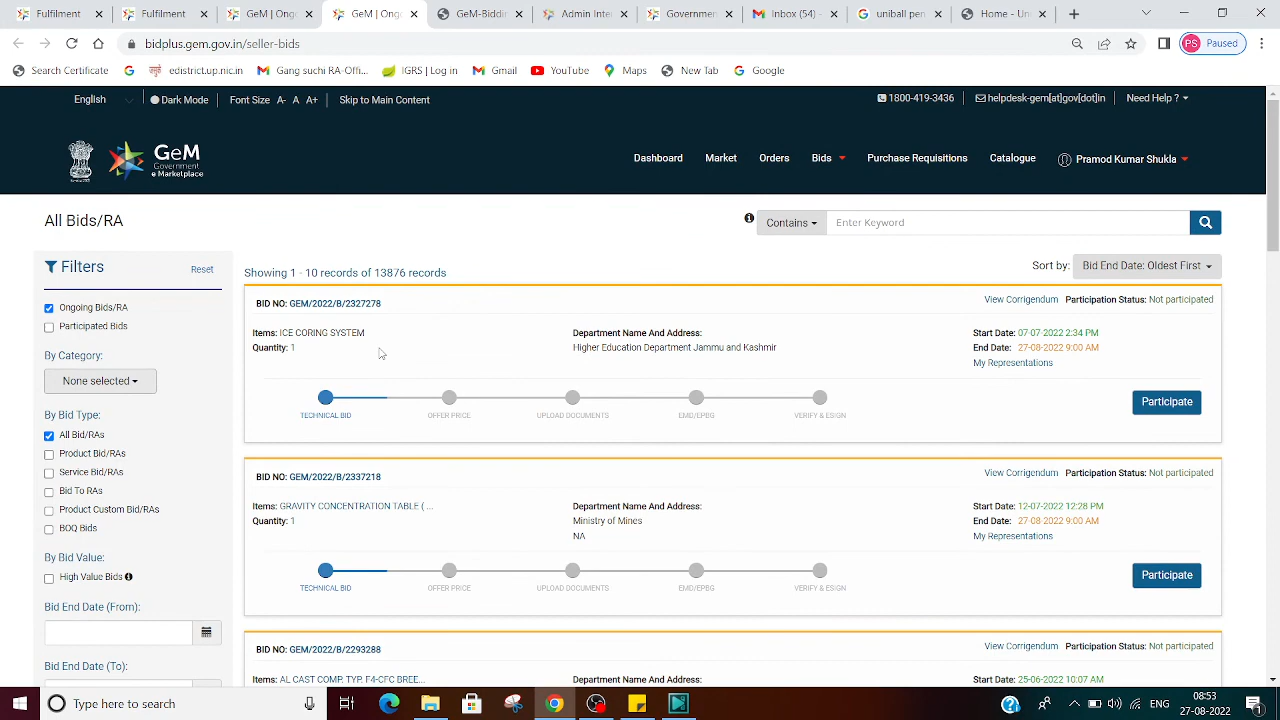 Fulfilment
Fulfilment
GeM | Ongoi
GeM | Ongoi
GeM-Biddin
Admin Inter
Governmen
Inbox (54) -
uniball pen
Home - Uni
bidplus.gem.gov.in/seller-bids
PS Paused
Search Certificate
edistrict.up.nic.in
Gang suchi RA-Offi...
IGRS | Log in
Gmail
YouTube
Maps
New Tab
Google
English
Dark Mode
Font Size A- A A+
Skip to Main Content
1800-419-3436
helpdesk-gem[at]gov[dot]in
Need Help ?
GeM
Government
e Marketplace
Dashboard
Market
Orders
Bids
Purchase Requisitions
Catalogue
Pramod Kumar Shukla
All Bids/RA
Contains
Enter Keyword
Filters
Reset
Ongoing Bids/RA
Participated Bids
By Category:
None selected
By Bid Type:
All Bid/RAs
Product Bid/RAs
Service Bid/RAs
Bid To RAs
Product Custom Bid/RAs
BOQ Bids
By Bid Value:
High Value Bids
Bid End Date (From):
Bid End Date (To):
Showing 1 - 10 records of 13876 records
Sort by: Bid End Date: Oldest First
BID NO: GEM/2022/B/2327278
View Corrigendum Participation Status: Not participated
Items: ICE CORING SYSTEM
Quantity: 1
Department Name And Address:
Higher Education Department Jammu and Kashmir
Start Date: 07-07-2022 2:34 PM
End Date: 27-08-2022 9:00 AM
My Representations
TECHNICAL BID
OFFER PRICE
UPLOAD DOCUMENTS
EMD/EPBG
VERIFY & ESIGN
Participate
BID NO: GEM/2022/B/2337218
View Corrigendum Participation Status: Not participated
Items: GRAVITY CONCENTRATION TABLE ( ...
Quantity: 1
Department Name And Address:
Ministry of Mines
NA
Start Date: 12-07-2022 12:28 PM
End Date: 27-08-2022 9:00 AM
My Representations
TECHNICAL BID
OFFER PRICE
UPLOAD DOCUMENTS
EMD/EPBG
VERIFY & ESIGN
Participate
BID NO: GEM/2022/B/2293288
View Corrigendum Participation Status: Not participated
Items: AL CAST COMP. TYP. F4-CFC BREE...
Department Name And Address:
Start Date: 25-06-2022 10:07 AM
Type here to search
08:53
27-08-2022
1